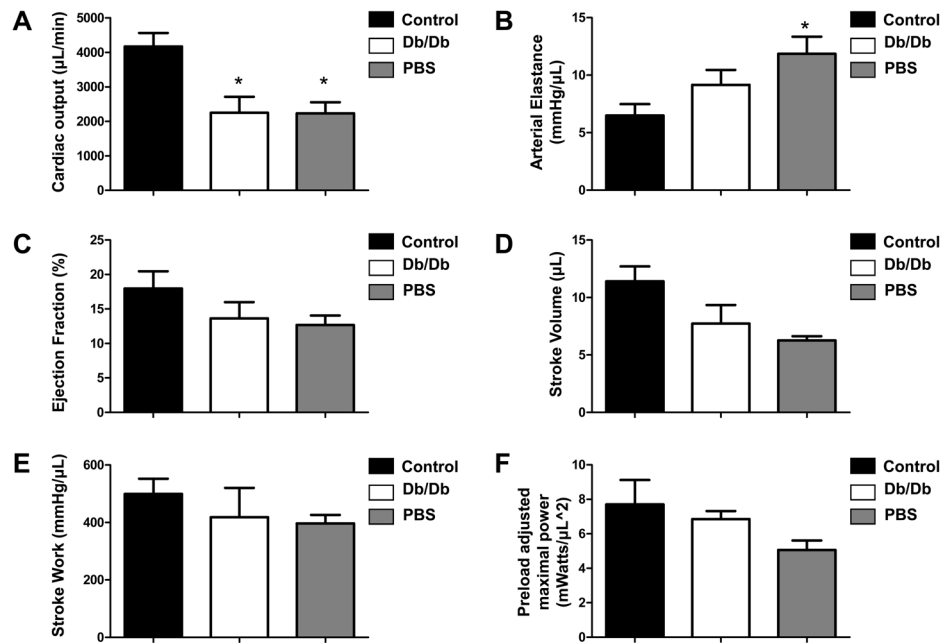 A
Cardiac output (µL/min)
5000
4000
3000
2000
1000
0
*
*
Control
Db/Db
PBS
B
Arterial Elastance
(mmHg/µL)
15
10
5
0
*
Control
Db/Db
PBS
C
Ejection Fraction (%)
25
20
15
10
5
0
Control
Db/Db
PBS
D
Stroke Volume (µL)
15
10
5
0
Control
Db/Db
PBS
E
Stroke Work (mmHg/µL)
600
400
200
0
Control
Db/Db
PBS
F
Preload adjusted
maximal power
(mWatts/µL^2)
10
8
6
4
2
0
Control
Db/Db
PBS